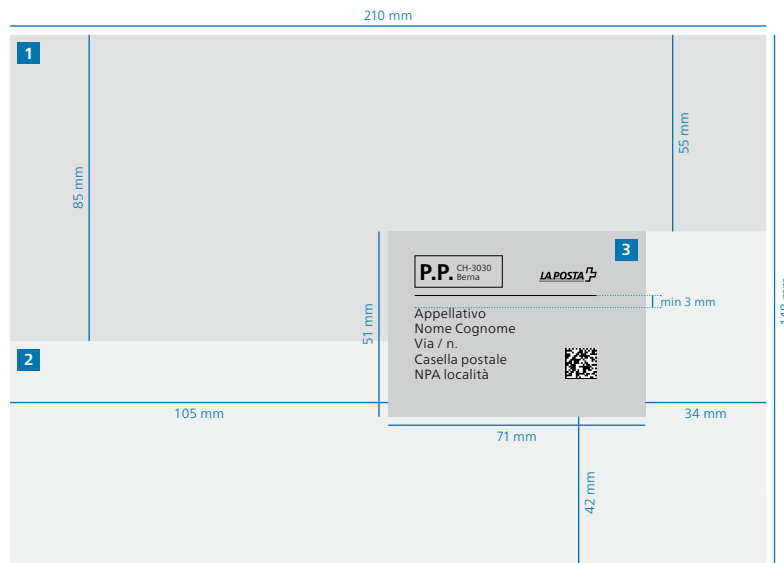 210 mm
1
55 mm
85 mm
3
P.P. CH-3030
Berna
LA POSTA
min 3 mm
Appellativo
Nome Cognome
Via / n.
Casella postale
NPA località
51 mm
2
105 mm
34 mm
71 mm
42 mm